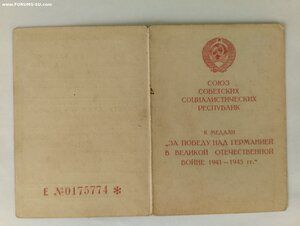 www.FORUMS-SU.com
СОЮЗ
СОВЕТСКИХ
СОЦИАЛИСТИЧЕСКИХ
РЕСПУБЛИК
К МЕДАЛИ
„ЗА ПОБЕДУ НАД ГЕРМАНИЕЙ
В ВЕЛИКОЙ ОТЕЧЕСТВЕННОЙ
ВОЙНЕ 1941—1945 гг.“
Е №0175774 *